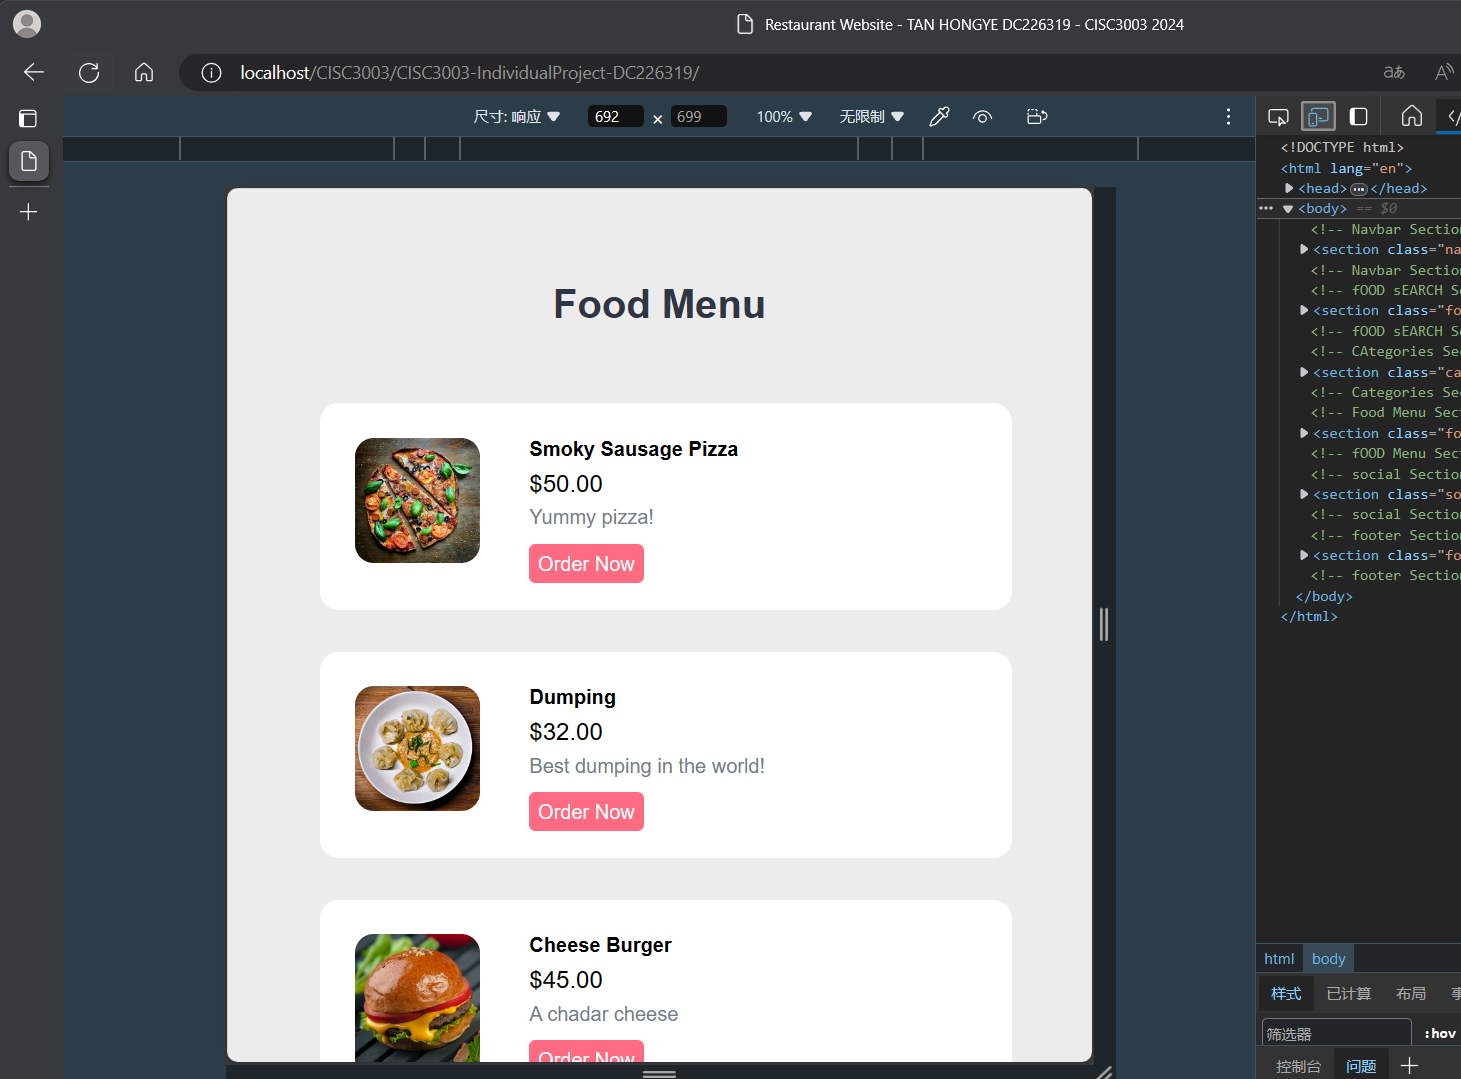 Restaurant Website - TAN HONGYE DC226319 - CISC3003 2024
localhost/CISC3003/CISC3003-IndividualProject-DC226319/
aあ
A
尺寸: 响应
692 × 699
100%
无限制
Food Menu
Smoky Sausage Pizza
$50.00
Yummy pizza!
Order Now
Dumping
$32.00
Best dumping in the world!
Order Now
Cheese Burger
$45.00
A chadar cheese
Order Now
<!DOCTYPE html>
<html lang="en">
<head> ••• </head>
••• <body> == $0
<!-- Navbar Sectio
<section class="na
<!-- Navbar Sectio
<!-- fOOD sEARCH S
<section class="fo
<!-- fOOD sEARCH S
<!-- CAtegories Se
<section class="ca
<!-- Categories Se
<!-- Food Menu Sec
<section class="fo
<!-- fOOD Menu Sec
<!-- social Sectio
<section class="so
<!-- social Sectio
<!-- footer Sectio
<section class="fo
<!-- footer Sectio
</body>
</html>
html body
样式 已计算 布局
筛选器 :hov
控制台 问题